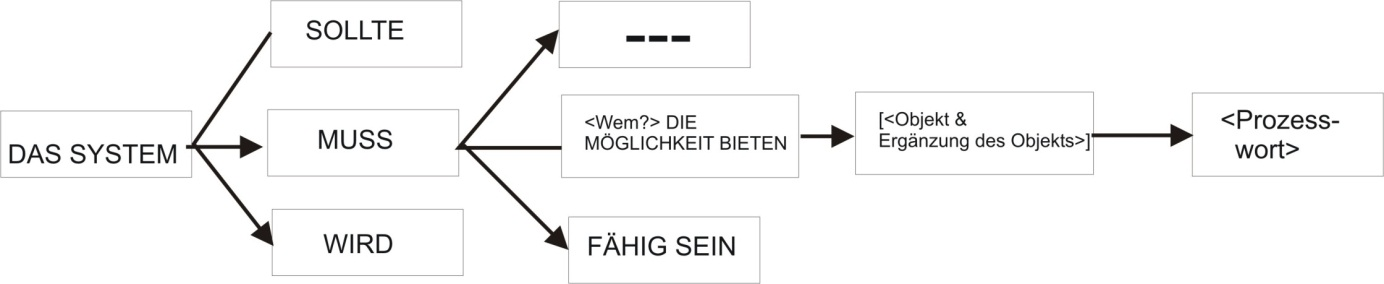 DAS SYSTEM
SOLLTE
MUSS
WIRD
---
<Wem?> DIE
MÖGLICHKEIT BIETEN
FÄHIG SEIN
[<Objekt &
Ergänzung des Objekts>]
<Prozess-
wort>